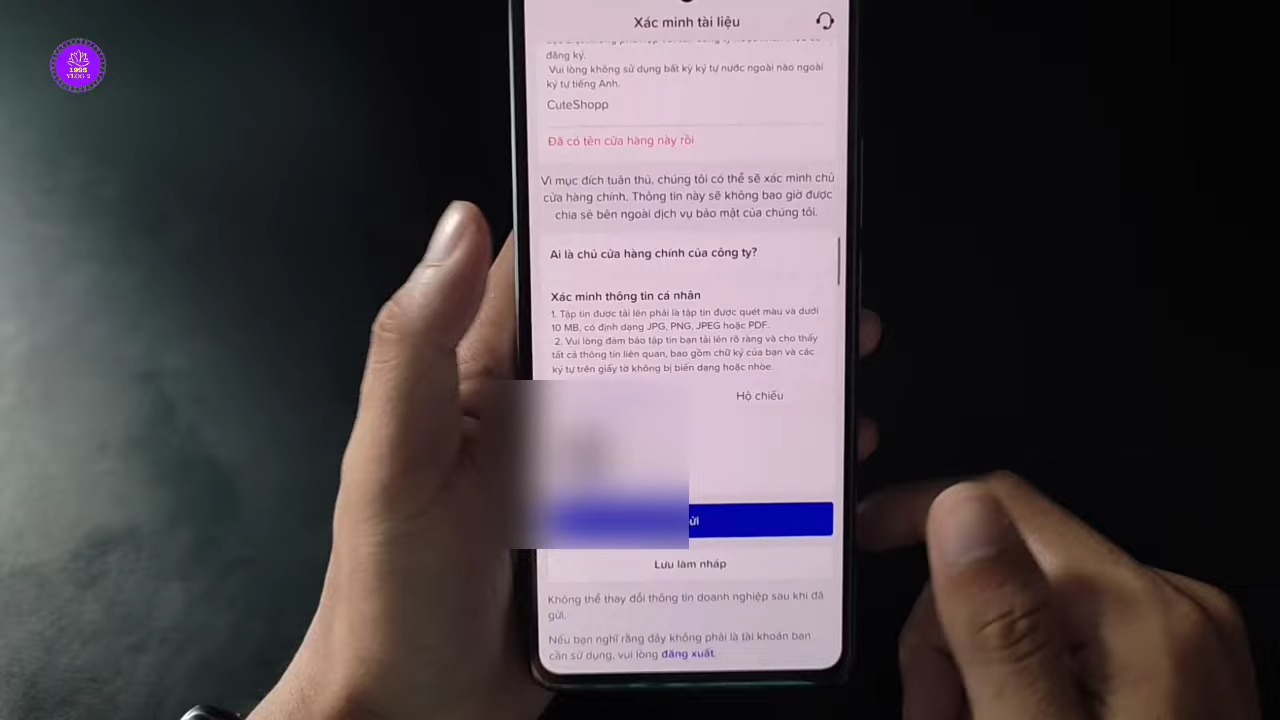 Xác minh tài liệu
1995
VLOG 2
đăng ký.
Vui lòng không sử dụng bất kỳ ký tự nước ngoài nào ngoài
ký tự tiếng Anh.
CuteShopp
Đã có tên cửa hàng này rồi
Vì mục đích tuân thủ, chúng tôi có thể sẽ xác minh chủ
cửa hàng chính. Thông tin này sẽ không bao giờ được
chia sẻ bên ngoài dịch vụ bảo mật của chúng tôi.
Ai là chủ cửa hàng chính của công ty?
Xác minh thông tin cá nhân
1. Tập tin được tải lên phải là tập tin được quét màu và dưới
10 MB, có định dạng JPG, PNG, JPEG hoặc PDF.
2. Vui lòng đảm bảo tập tin bạn tải lên rõ ràng và cho thấy
tất cả thông tin liên quan, bao gồm chữ ký của bạn và các
ký tự trên giấy tờ không bị biến dạng hoặc nhòe.
Hộ chiếu
Lưu làm nháp
Không thể thay đổi thông tin doanh nghiệp sau khi đã
gửi.
Nếu bạn nghĩ rằng đây không phải là tài khoản bạn
cần sử dụng, vui lòng đăng xuất.